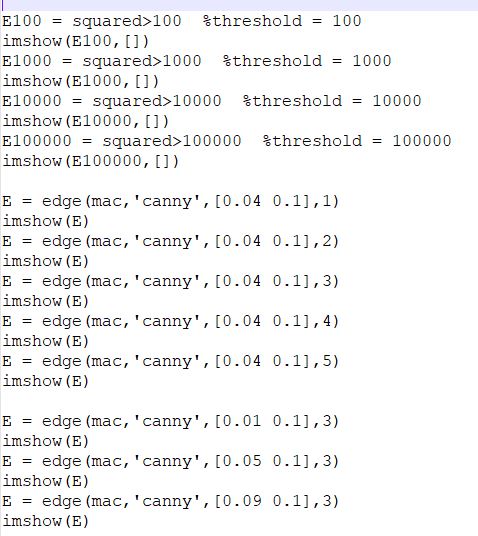 E100 = squared>100  %threshold = 100
imshow(E100,[])
E1000 = squared>1000  %threshold = 1000
imshow(E1000,[])
E10000 = squared>10000  %threshold = 10000
imshow(E10000,[])
E100000 = squared>100000  %threshold = 100000
imshow(E100000,[])
E = edge(mac,'canny',[0.04 0.1],1)
imshow(E)
E = edge(mac,'canny',[0.04 0.1],2)
imshow(E)
E = edge(mac,'canny',[0.04 0.1],3)
imshow(E)
E = edge(mac,'canny',[0.04 0.1],4)
imshow(E)
E = edge(mac,'canny',[0.04 0.1],5)
imshow(E)
E = edge(mac,'canny',[0.01 0.1],3)
imshow(E)
E = edge(mac,'canny',[0.05 0.1],3)
imshow(E)
E = edge(mac,'canny',[0.09 0.1],3)
imshow(E)